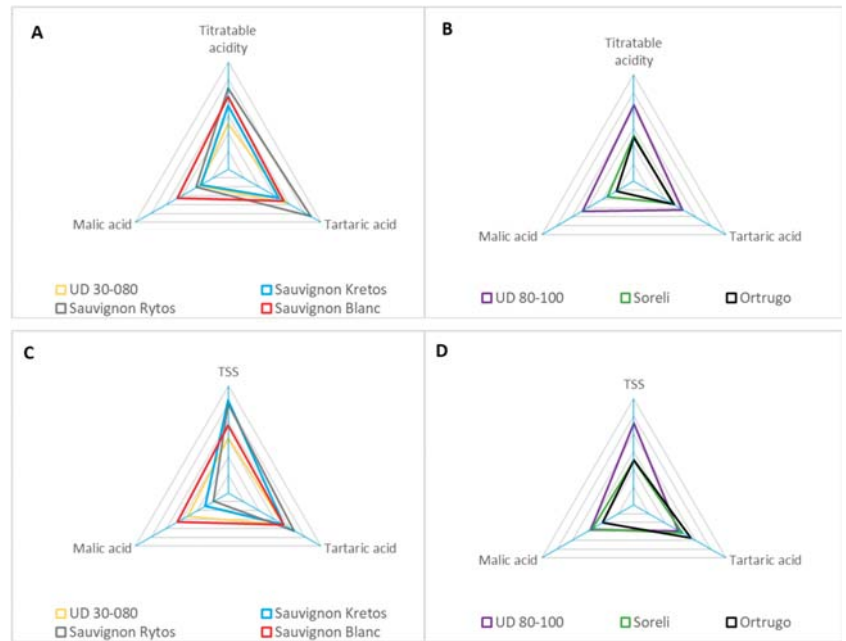 A
Titratable
acidity
Malic acid
Tartaric acid
UD 30-080
Sauvignon Kretos
Sauvignon Rytos
Sauvignon Blanc
B
Titratable
acidity
Malic acid
Tartaric acid
UD 80-100
Soreli
Ortrugo
C
TSS
Malic acid
Tartaric acid
UD 30-080
Sauvignon Kretos
Sauvignon Rytos
Sauvignon Blanc
D
TSS
Malic acid
Tartaric acid
UD 80-100
Soreli
Ortrugo